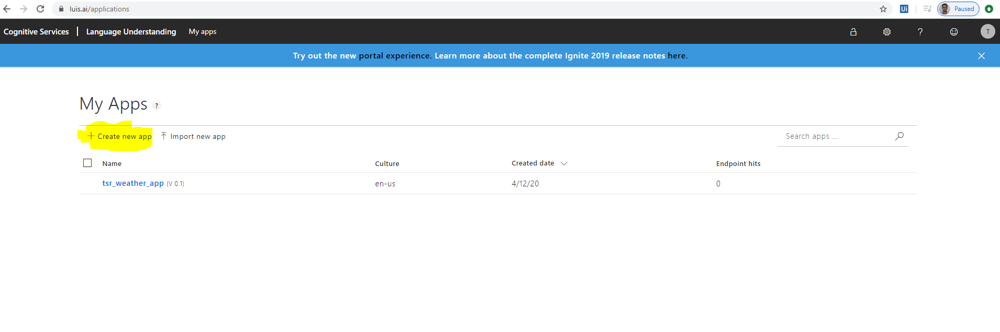 luis.ai/applications
Ui
Paused
Cognitive Services | Language Understanding My apps
?
T
Try out the new portal experience. Learn more about the complete Ignite 2019 release notes here.
My Apps ?
+ Create new app Import new app Search apps ...
Name Culture Created date Endpoint hits
tsr_weather_app (V 0.1) en-us 4/12/20 0